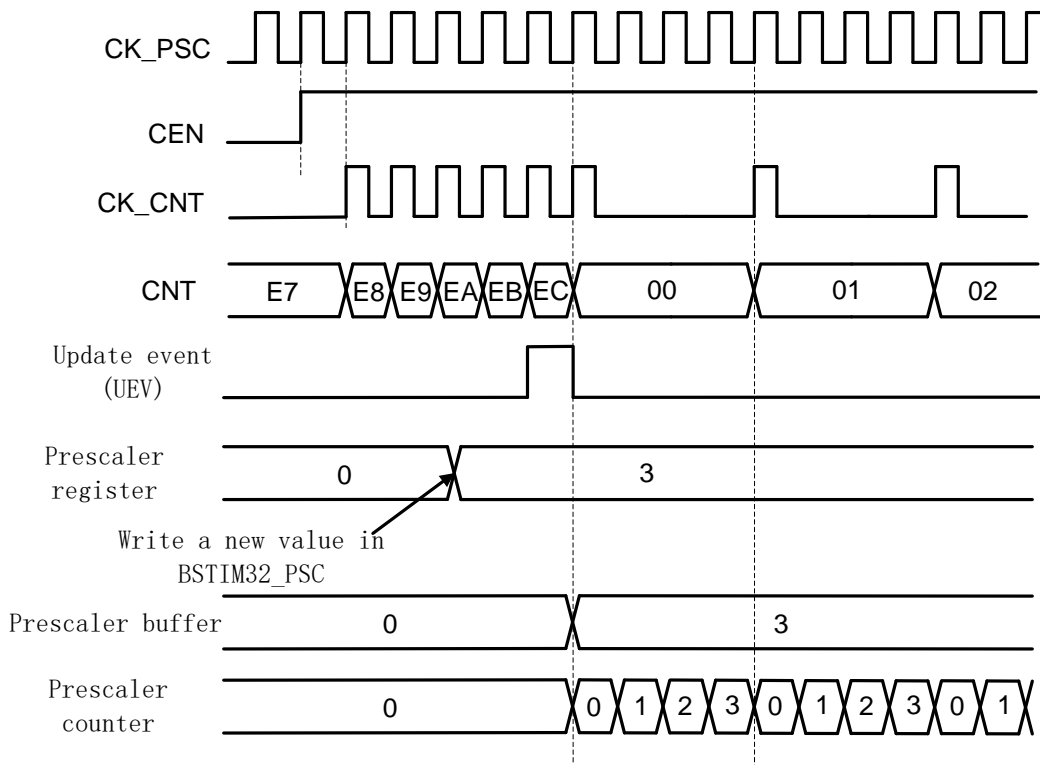 CK_PSC
CEN
CK_CNT
CNT E7 E8 E9 EA EB EC 00 01 02
Update event
(UEV)
Prescaler
register
0 3
Write a new value in
BSTIM32_PSC
Prescaler buffer 0 3
Prescaler
counter
0 0 1 2 3 0 1 2 3 0 1